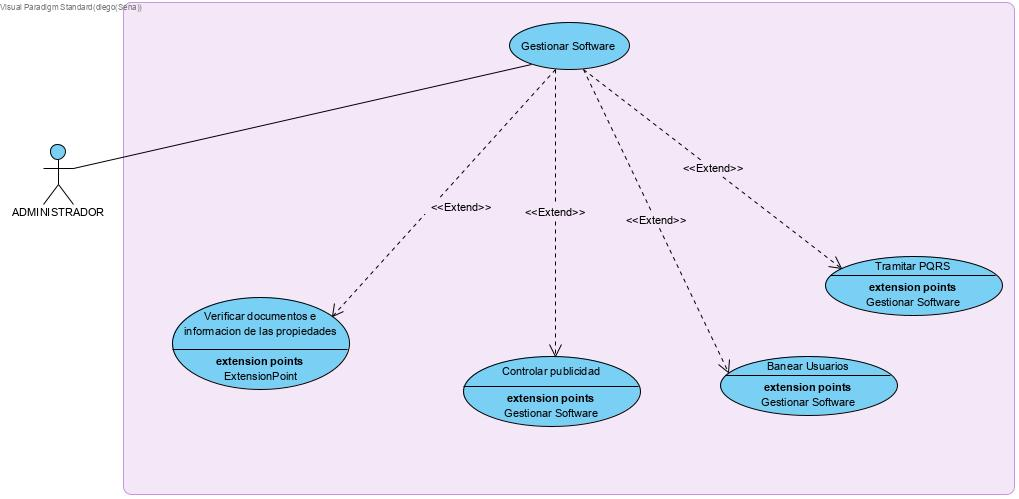 Visual Paradigm Standard(diego(Sena))
Gestionar Software
ADMINISTRADOR
<<Extend>>
<<Extend>>
<<Extend>>
<<Extend>>
Verificar documentos e
informacion de las propiedades
extension points
ExtensionPoint
Controlar publicidad
extension points
Gestionar Software
Banear Usuarios
extension points
Gestionar Software
Tramitar PQRS
extension points
Gestionar Software